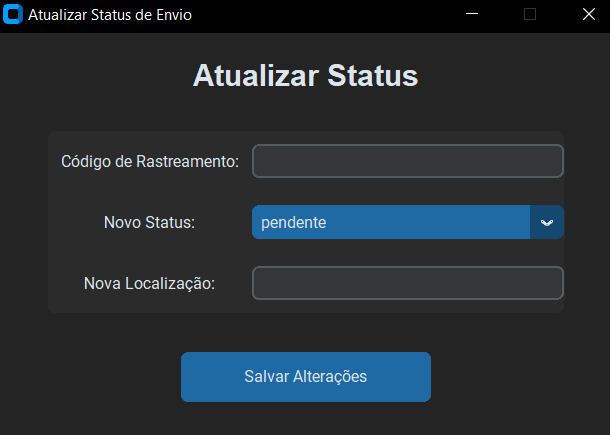 Atualizar Status de Envio
Atualizar Status
Código de Rastreamento:
Novo Status: pendente
Nova Localização:
Salvar Alterações